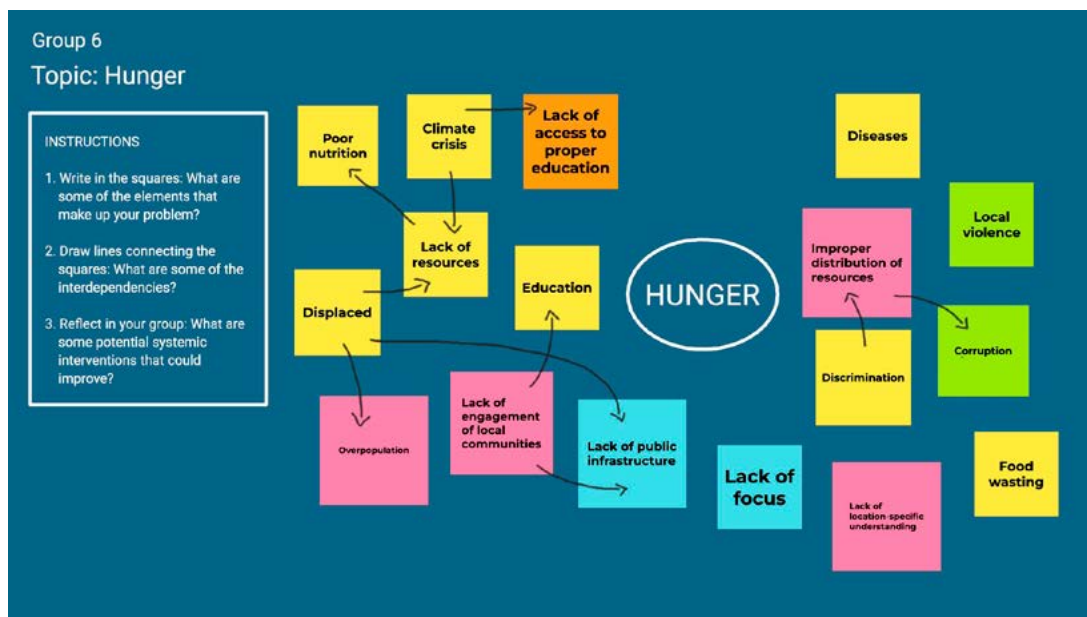 Group 6
Topic: Hunger
INSTRUCTIONS
1. Write in the squares: What are
some of the elements that
make up your problem?
2. Draw lines connecting the
squares: What are some of the
interdependencies?
3. Reflect in your group: What are
some potential systemic
interventions that could
improve?
Poor
nutrition
Climate
crisis
Lack of
access to
proper
education
Lack of
resources
Displaced
Education
Overpopulation
Lack of
engagement
of local
communities
Lack of public
infrastructure
HUNGER
Diseases
Local
violence
Improper
distribution of
resources
Corruption
Discrimination
Lack of
focus
Lack of
location-specific
understanding
Food
wasting